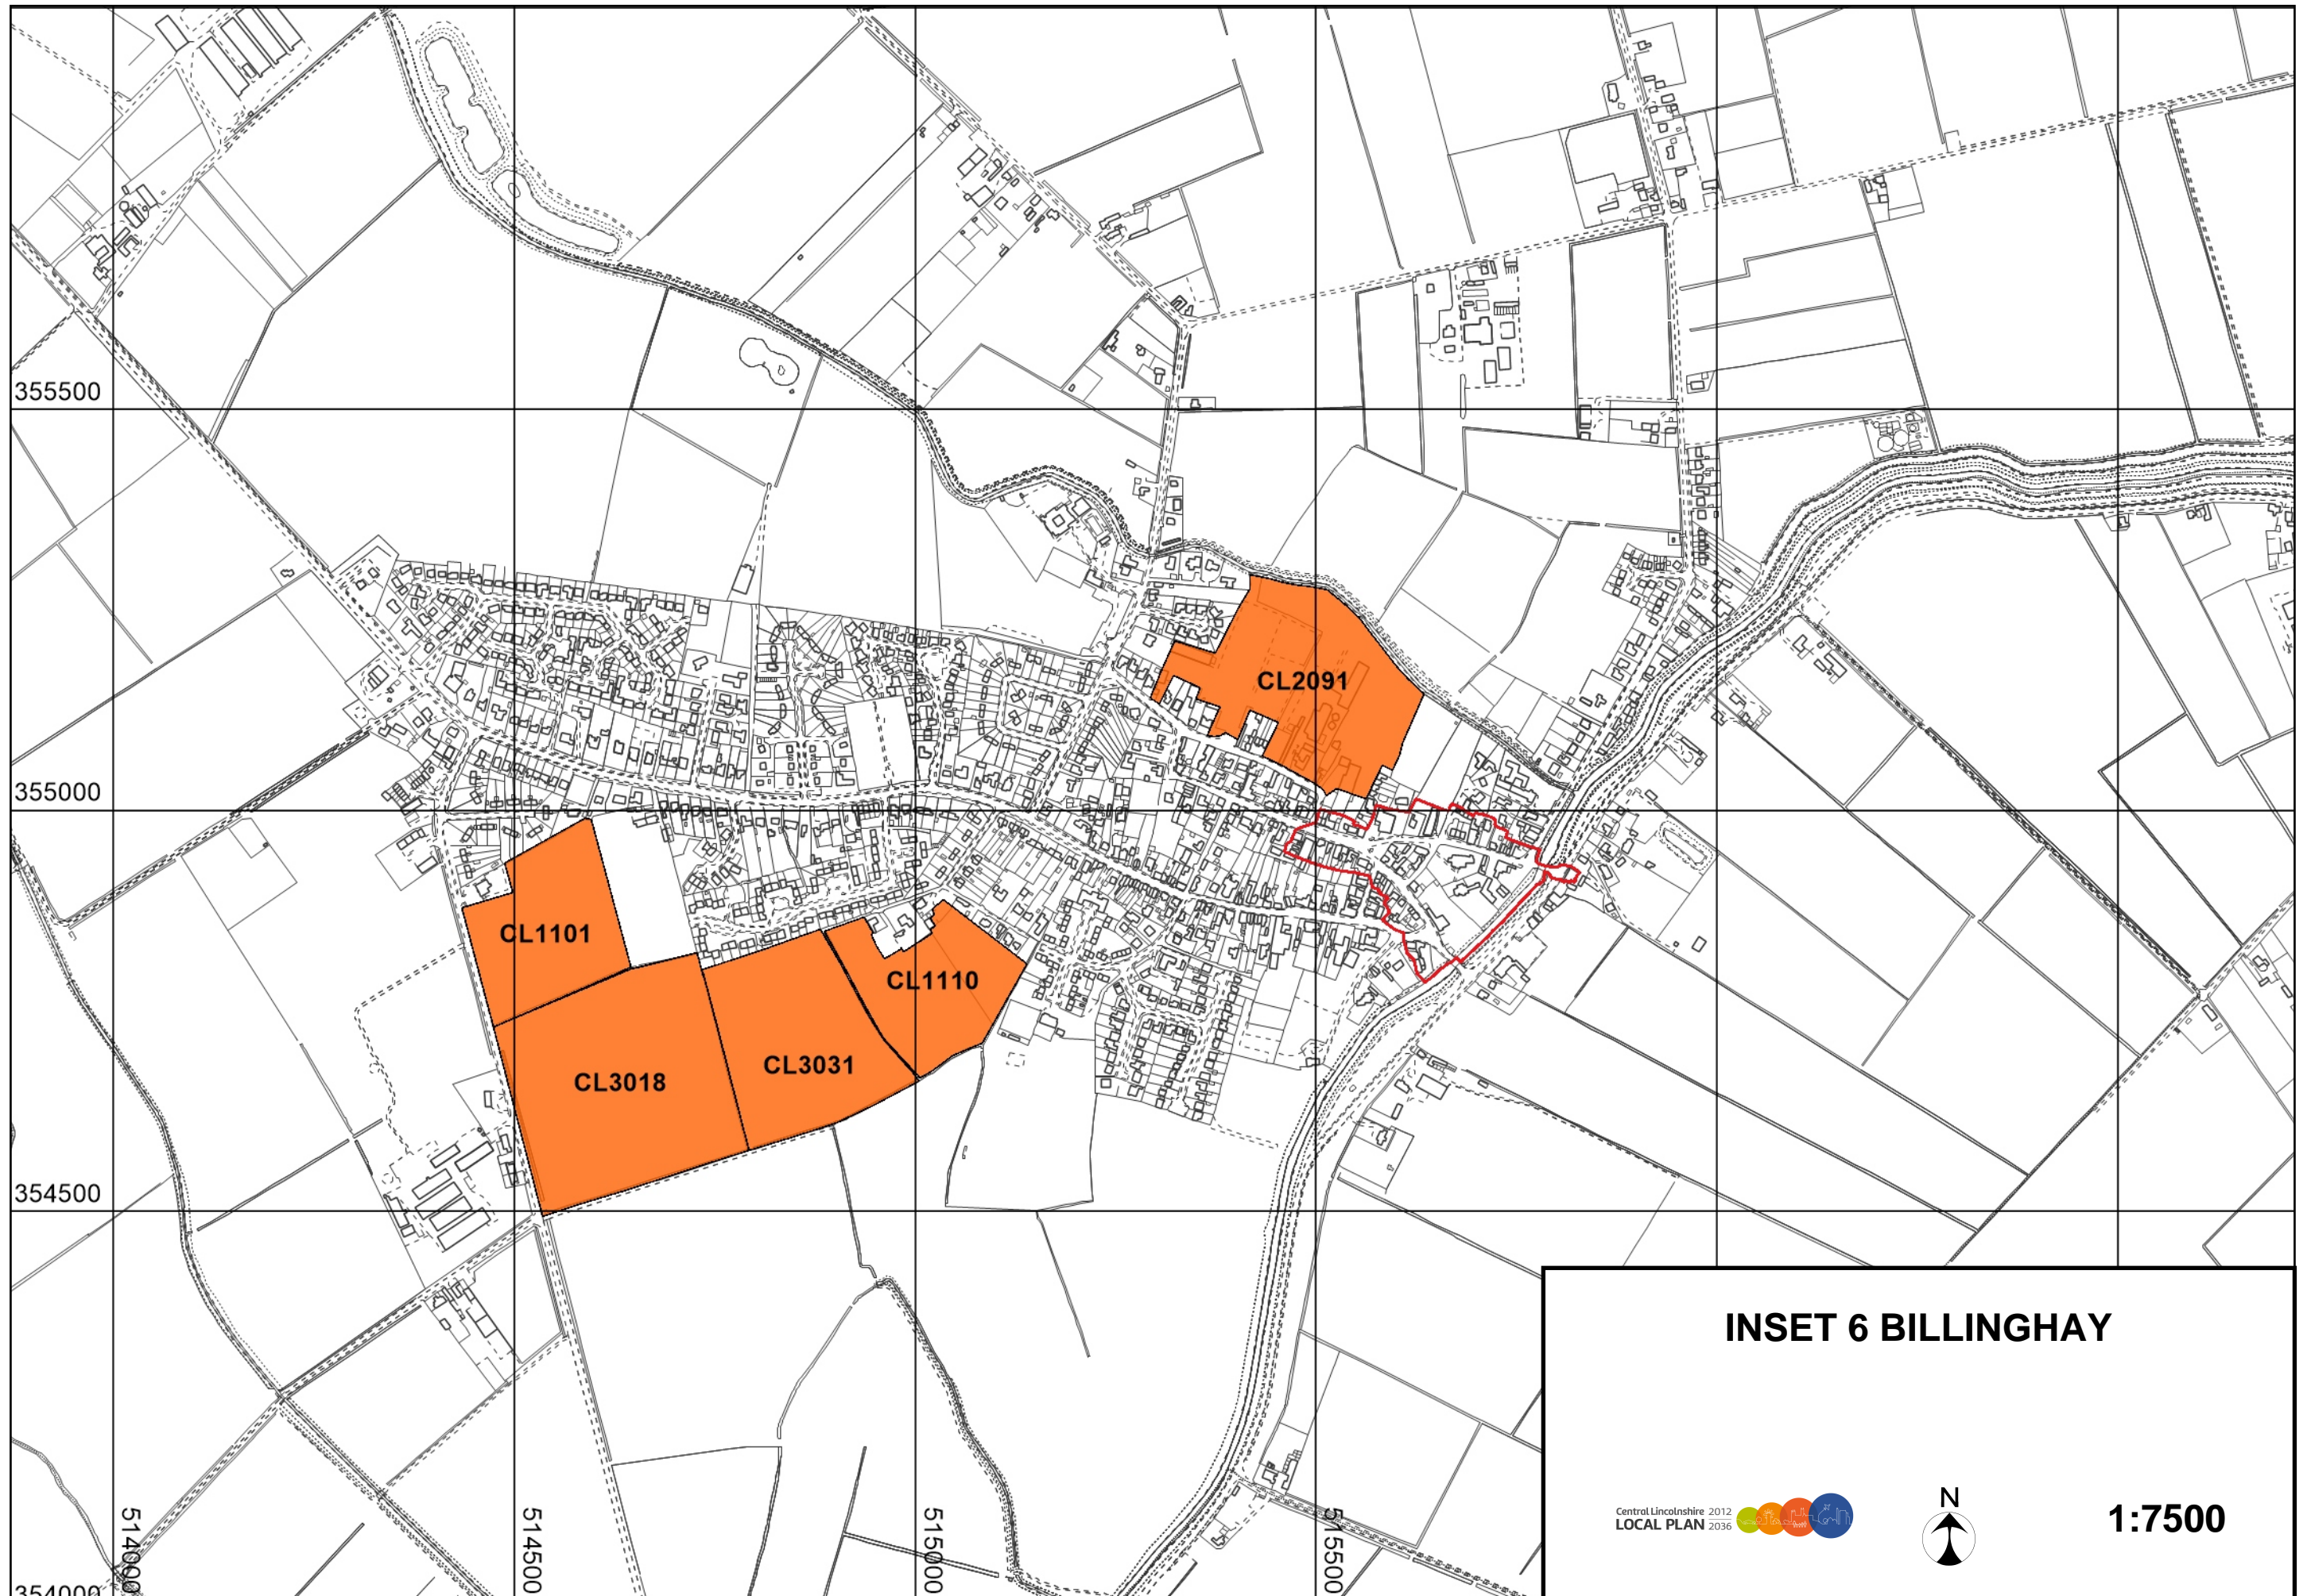 355500
CL2091
355000
CL1101
CL1110
CL3031
CL3018
354500
INSET 6 BILLINGHAY
Central Lincolnshire 2012
LOCAL PLAN 2036
N
1:7500
514000
514500
515000
515500
354000